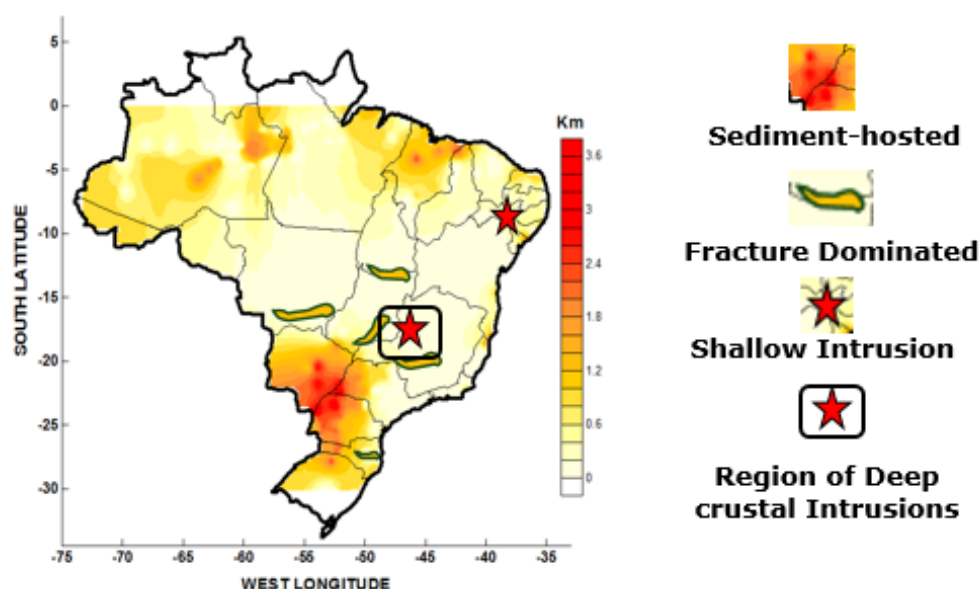 5
0
-5
-10
-15
-20
-25
-30
SOUTH LATITUDE
-75 -70 -65 -60 -55 -50 -45 -40 -35
WEST LONGITUDE
Km
3.6
3
2.4
1.8
1.2
0.6
0
Sediment-hosted
Fracture Dominated
Shallow Intrusion
Region of Deep
crustal Intrusions